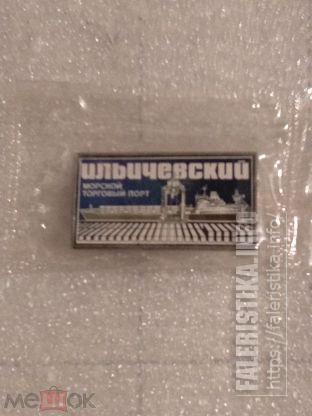 ИЛЬИЧЕВСКИЙ
МОРСКОЙ
ТОРГОВЫЙ ПОРТ
FALERISTIKA.INFO
https://faleristika.info
мешок